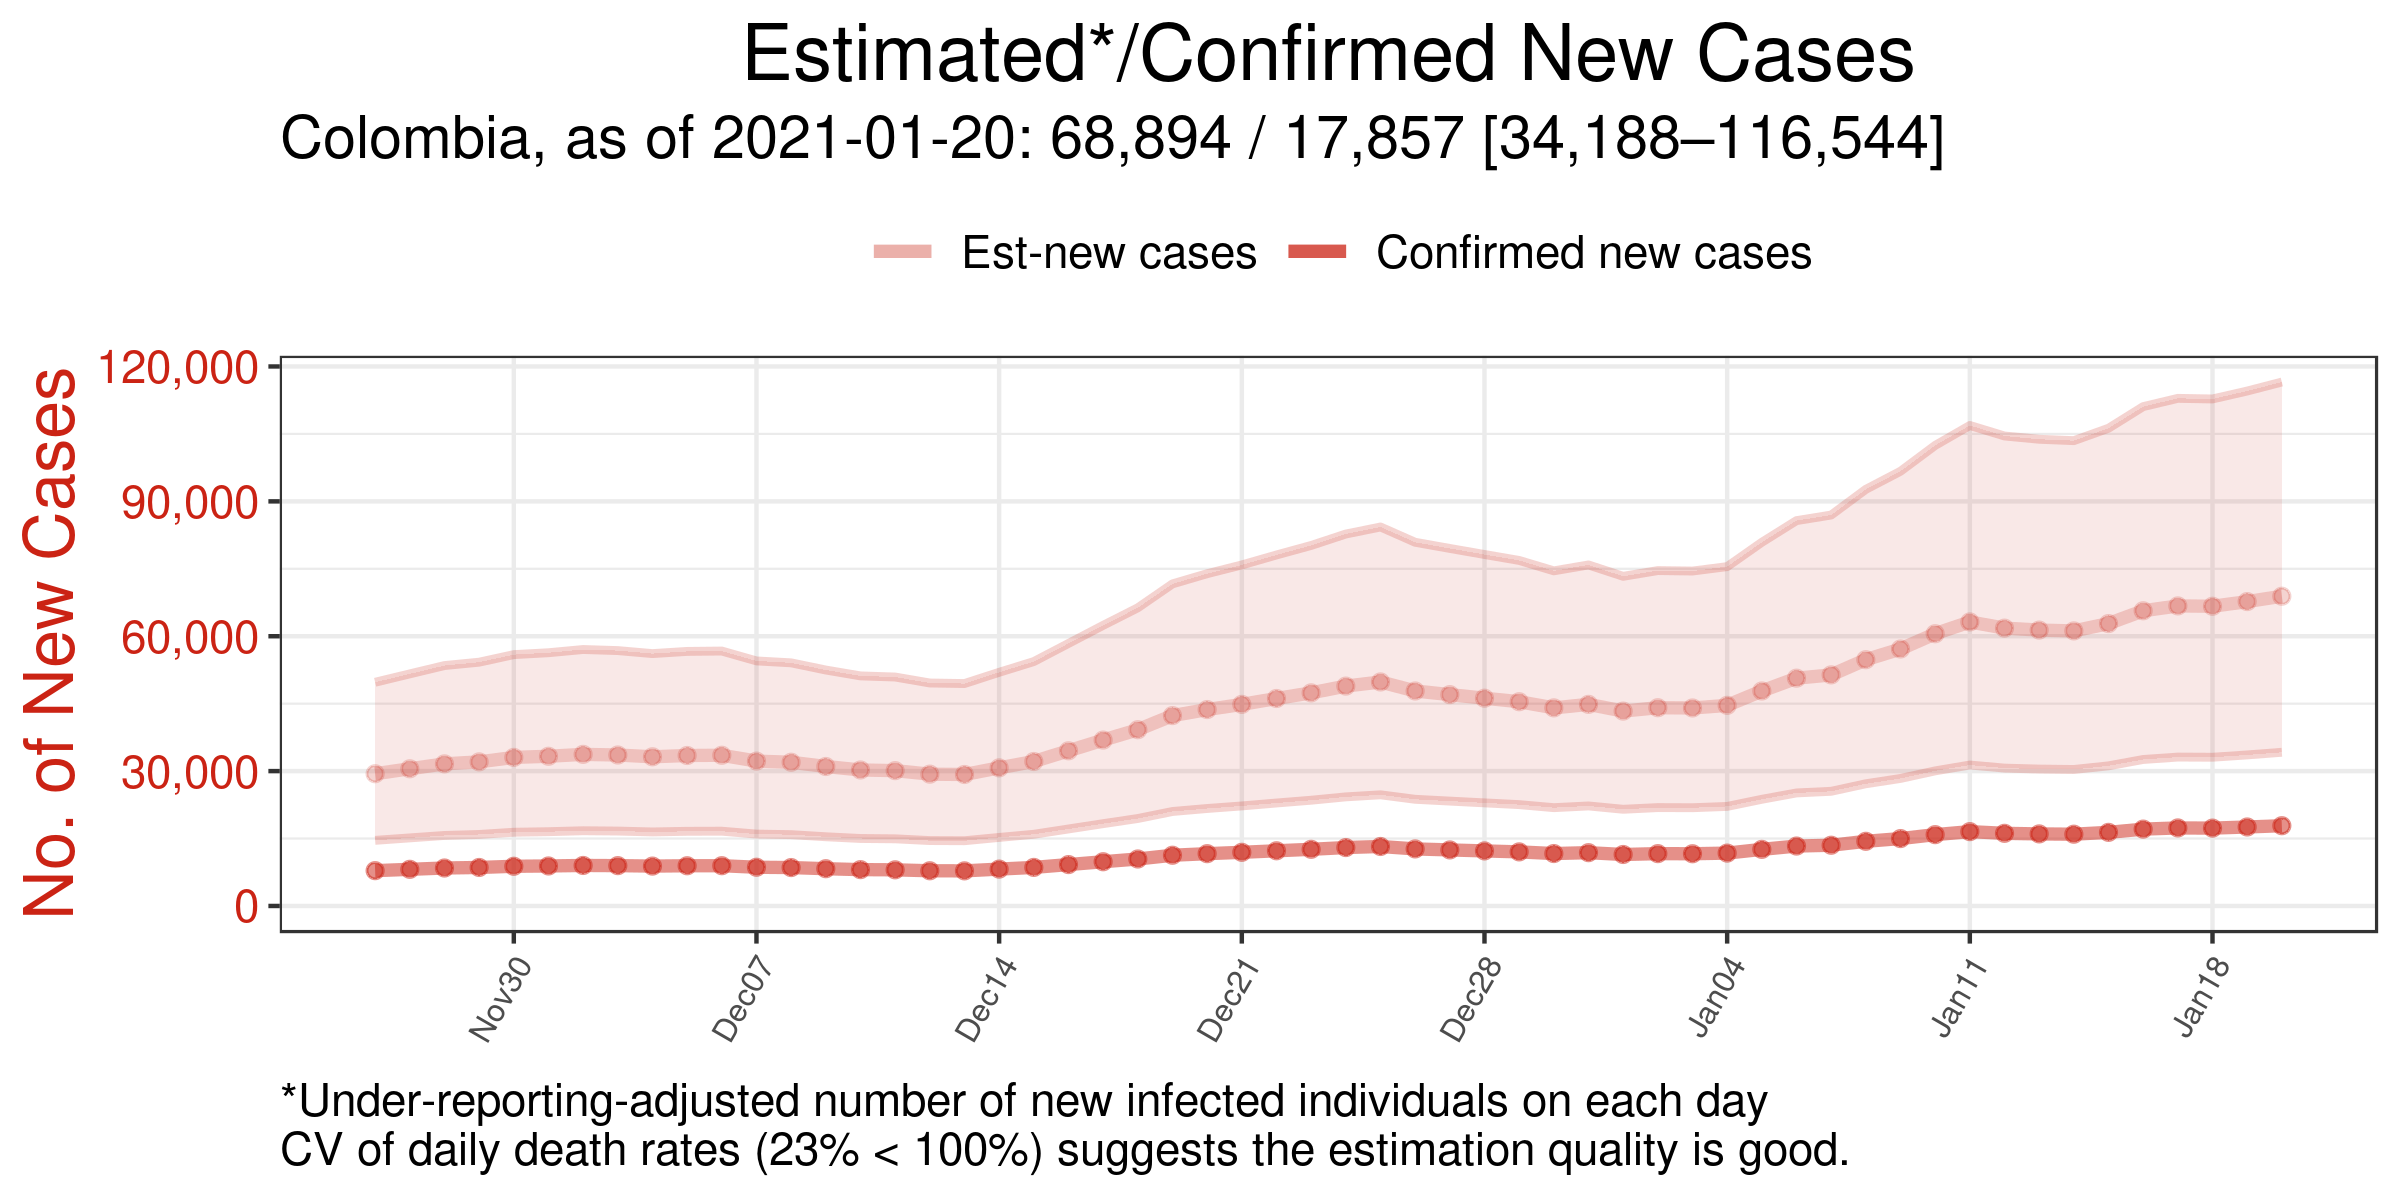 Estimated*/Confirmed New Cases
Colombia, as of 2021-01-20: 68,894 / 17,857 [34,188–116,544]
Est-new cases Confirmed new cases
No. of New Cases
120,000
90,000
60,000
30,000
0
Nov30 Dec07 Dec14 Dec21 Dec28 Jan04 Jan11 Jan18
*Under-reporting-adjusted number of new infected individuals on each day
CV of daily death rates (23% < 100%) suggests the estimation quality is good.